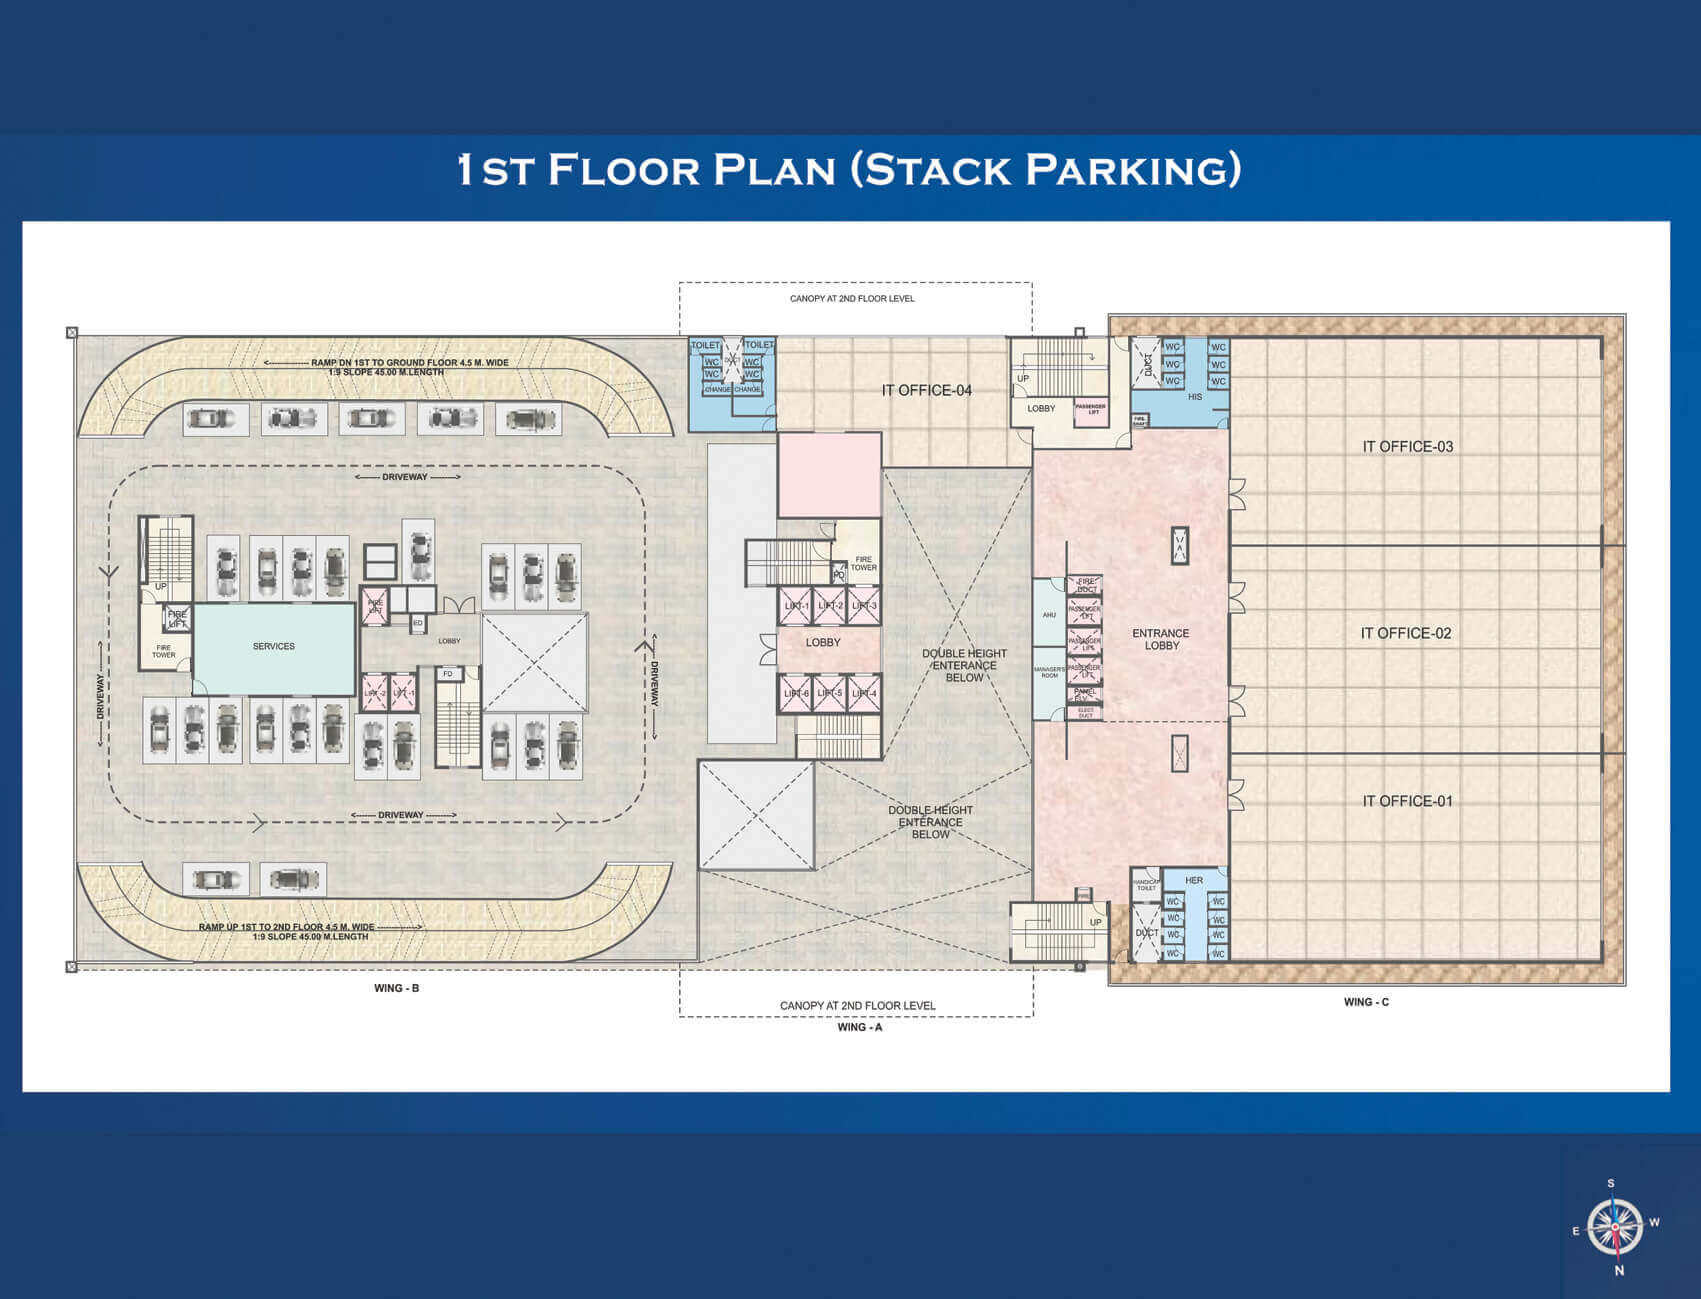 1ST FLOOR PLAN (STACK PARKING)
CANOPY AT 2ND FLOOR LEVEL
RAMP DN 1ST TO GROUND FLOOR 4.5 M. WIDE
1:9 SLOPE 45.00 M.LENGTH
TOILET
DUCT
TOILET
WC
WC
WC
WC
CHANGE
CHANGE
IT OFFICE-04
UP
LOBBY
PASSENGER
LIFT
DUCT
WC
WC
WC
WC
WC
WC
HIS
FIRE
SHAFT
IT OFFICE-03
DRIVEWAY
UP
FIRE
LIFT
FIRE
TOWER
SERVICES
FIRE
LIFT
ED
LOBBY
FD
LIFT -2
LIFT -1
DRIVEWAY
DRIVEWAY
FIRE
TOWER
FD
LIFT-1
LIFT-2
LIFT-3
LOBBY
LIFT-6
LIFT-5
LIFT-4
DOUBLE HEIGHT
ENTERANCE
BELOW
AHU
MANAGER'S
ROOM
FIRE
DUCT
PASSENGER
LIFT
PASSENGER
LIFT
PASSENGER
LIFT
PANEL
ELV.
ELECT.
DUCT
ENTRANCE
LOBBY
IT OFFICE-02
DRIVEWAY
DOUBLE HEIGHT
ENTERANCE
BELOW
IT OFFICE-01
HANDICAP
TOILET
HER
DUCT
WC
WC
WC
WC
WC
WC
WC
WC
UP
RAMP UP 1ST TO 2ND FLOOR 4.5 M. WIDE
1:9 SLOPE 45.00 M.LENGTH
WING - B
CANOPY AT 2ND FLOOR LEVEL
WING - A
WING - C
S
E
W
N